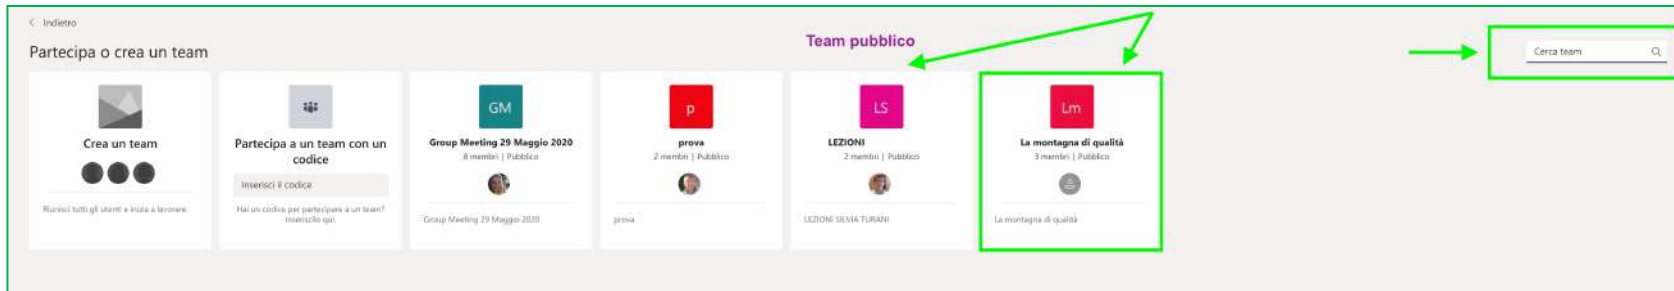 Indietro
Partecipa o crea un team
Team pubblico
Cerca team
Crea un team
Riunisci tutti gli utenti e inizia a lavorare.
Partecipa a un team con un
codice
Inserisci il codice
Hai un codice per partecipare a un team?
Inseriscilo qui.
GM
Group Meeting 29 Maggio 2020
8 membri | Pubblico
Group Meeting 29 Maggio 2020
p
prova
2 membri | Pubblico
prova
LS
LEZIONI
2 membri | Pubblico
LEZIONI SILVIA TURANI
Lm
La montagna di qualità
3 membri | Pubblico
La montagna di qualità